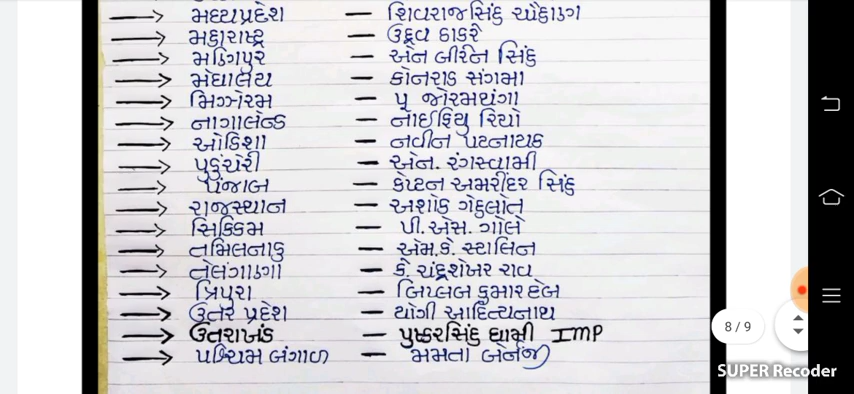 → મધ્યપ્રદેશ — શિવરાજસિંહ ચૌહાણ
→ મહારાષ્ટ્ર — ઉદ્ધવ ઠાકરે
→ મણિપુર — એન બીરેન સિંહ
→ મેઘાલય — કોનરાડ સંગમા
→ મિઝોરમ — પૂ જોરમથંગા
→ નાગાલેન્ડ — નાઈફિયુ રિયો
→ ઓડિશા — નવીન પટનાયક
→ પુડુચેરી — એન. રંગસ્વામી
→ પંજાબ — કેપ્ટન અમરીંદર સિંહ
→ રાજસ્થાન — અશોક ગેહલોત
→ સિક્કિમ — પી. એસ. ગોલે
→ તમિલનાડુ — એમ. કે. સ્ટાલિન
→ તેલંગાણા — કે. ચંદ્રશેખર રાવ
→ ત્રિપુરા — બિપ્લબ કુમાર દેબ
→ ઉત્તર પ્રદેશ — યોગી આદિત્યનાથ
→ ઉતરાખંડ — પુષ્કરસિંહ ધામી IMP
→ પશ્ચિમ બંગાળ — મમતા બેનર્જી
8 / 9
SUPER Recoder